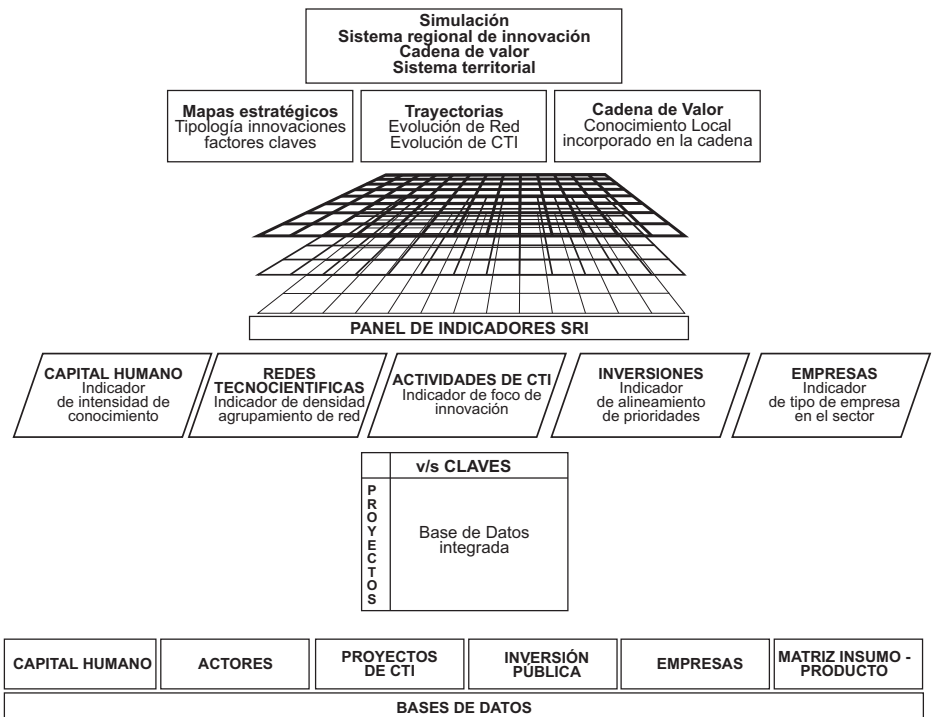 Simulación
Sistema regional de innovación
Cadena de valor
Sistema territorial
Mapas estratégicos
Tipología innovaciones
factores claves
Trayectorias
Evolución de Red
Evolución de CTI
Cadena de Valor
Conocimiento Local
incorporado en la cadena
PANEL DE INDICADORES SRI
CAPITAL HUMANO
Indicador
de intensidad de
conocimiento
REDES
TECNOCIENTIFICAS
Indicador de densidad
agrupamiento de red
ACTIVIDADES DE CTI
Indicador de foco de
innovación
INVERSIONES
Indicador
de alineamiento
de prioridades
EMPRESAS
Indicador
de tipo de empresa
en el sector
v/s CLAVES
PROYECTOS
Base de Datos
integrada
CAPITAL HUMANO
ACTORES
PROYECTOS
DE CTI
INVERSIÓN
PÚBLICA
EMPRESAS
MATRIZ INSUMO -
PRODUCTO
BASES DE DATOS